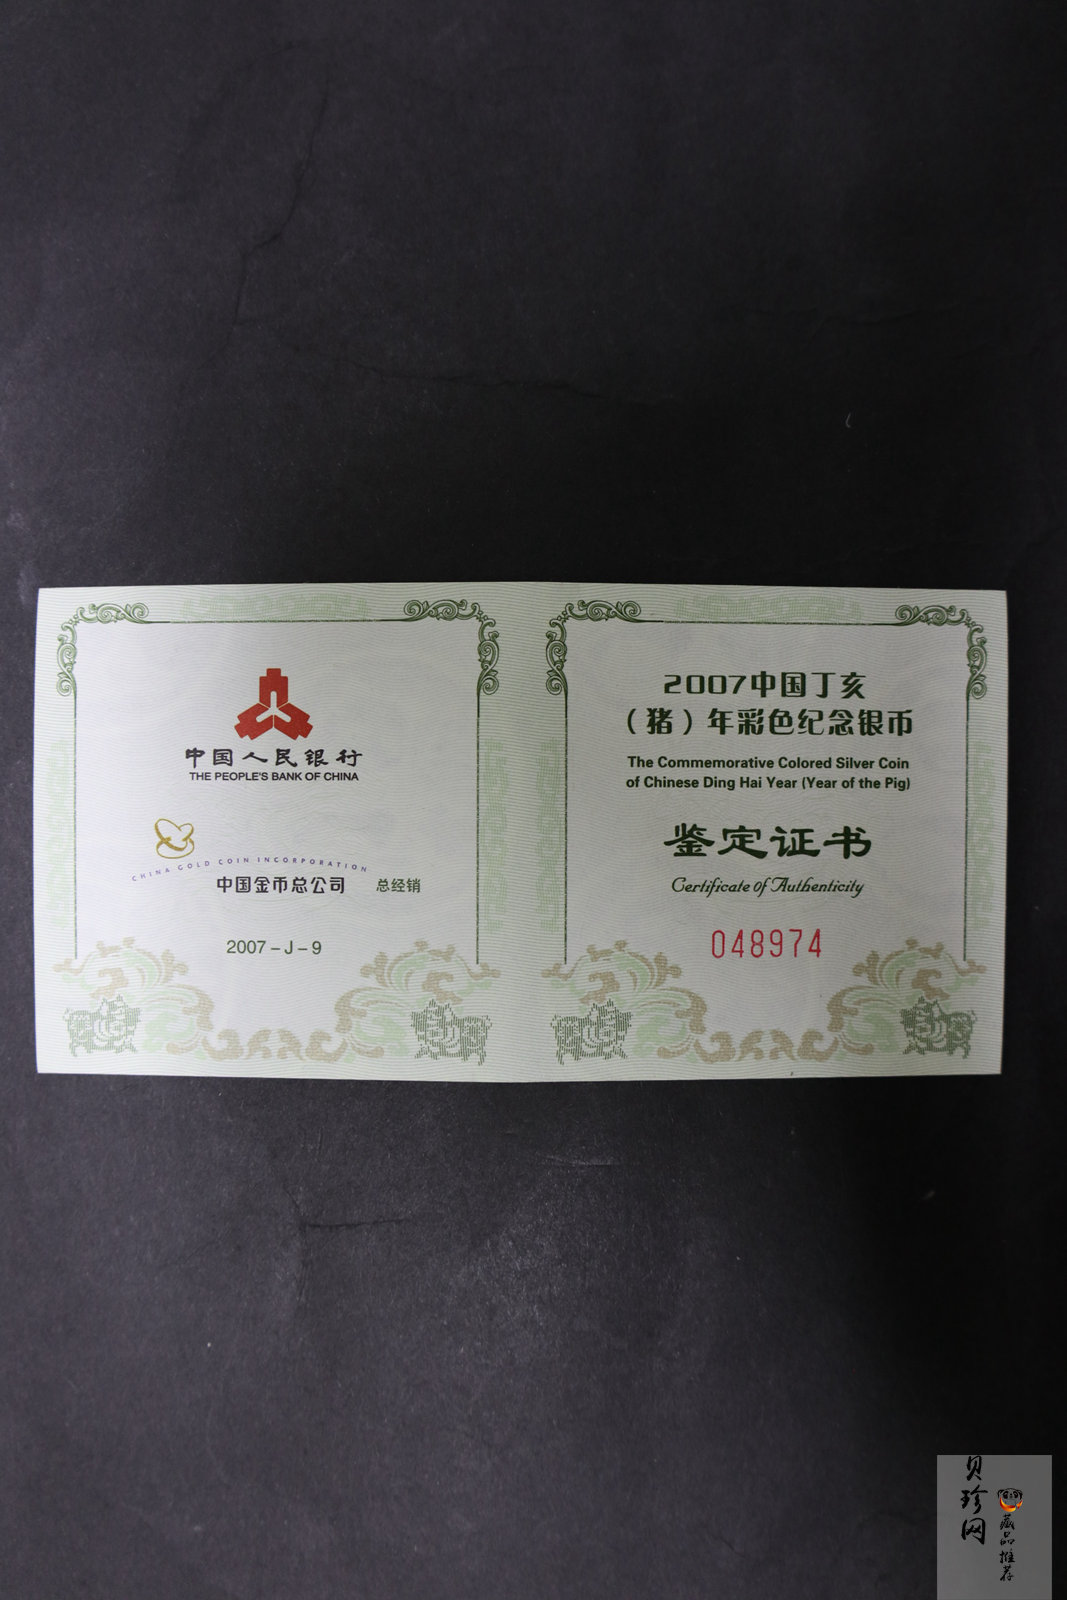 中国人民银行
THE PEOPLE'S BANK OF CHINA
CHINA GOLD COIN INCORPORATION
中国金币总公司 总经销
2007-J-9
2007中国丁亥
（猪）年彩色纪念银币
The Commemorative Colored Silver Coin
of Chinese Ding Hai Year (Year of the Pig)
鉴定证书
Certificate of Authenticity
048974
贝珍网
藏品推荐